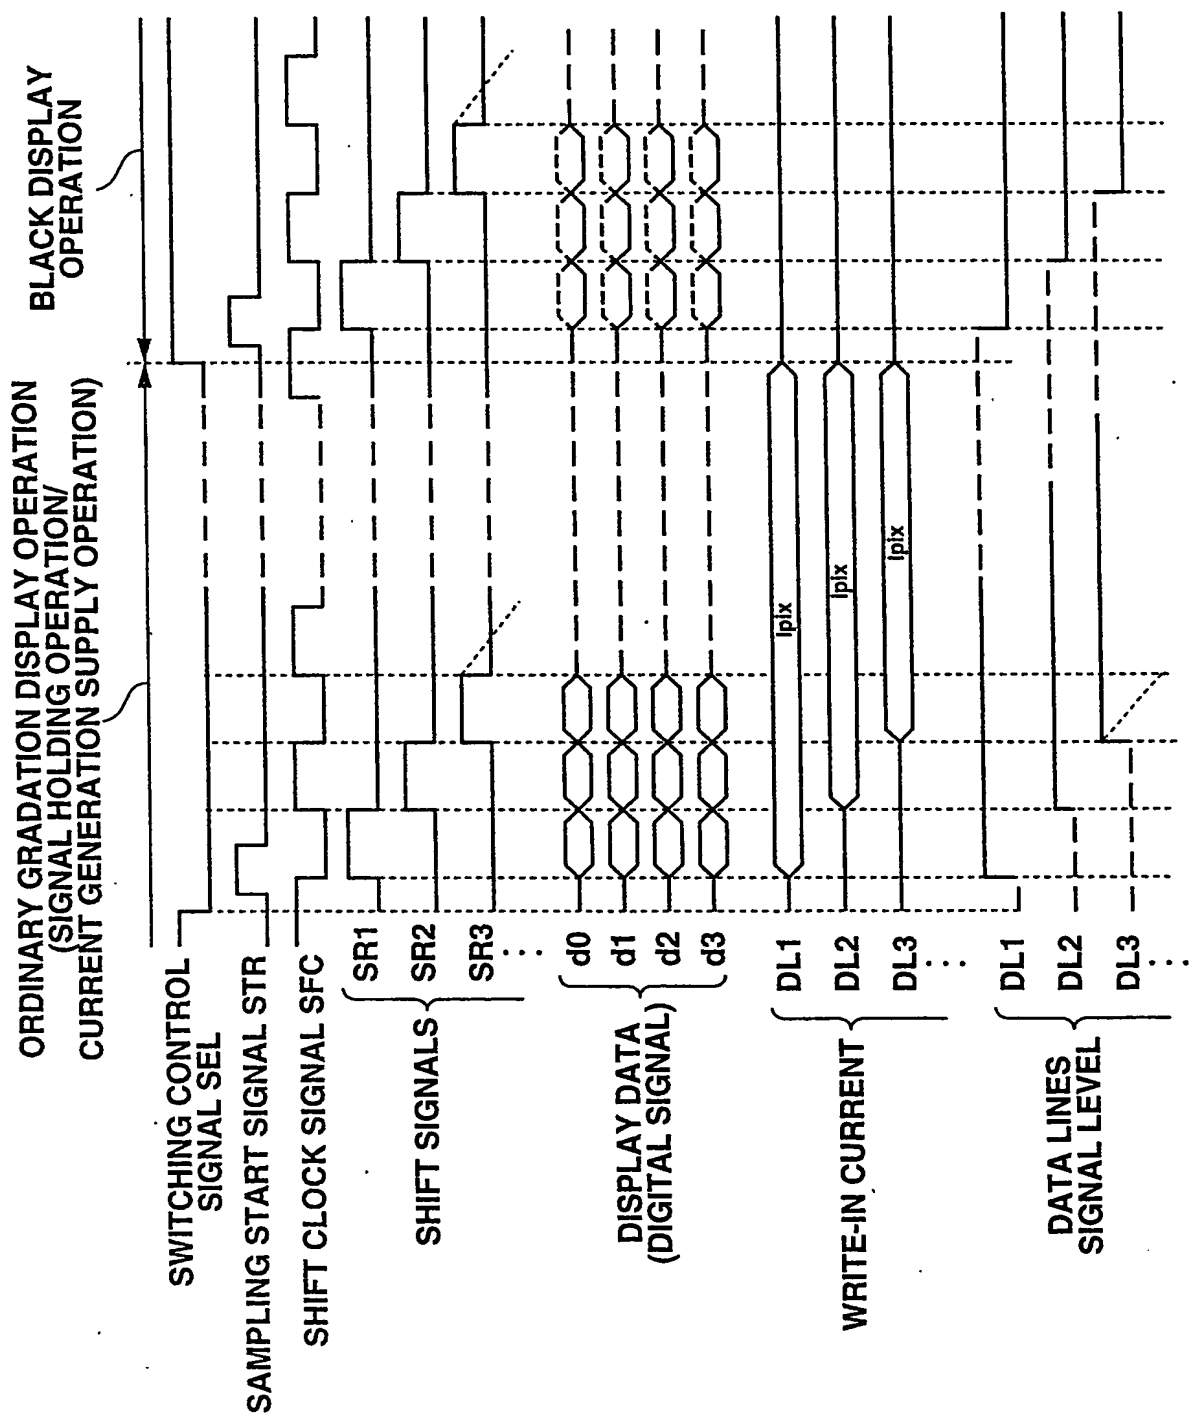 ORDINARY GRADATION DISPLAY OPERATION
(SIGNAL HOLDING OPERATION/
CURRENT GENERATION SUPPLY OPERATION)
BLACK DISPLAY
OPERATION
SWITCHING CONTROL
SIGNAL SEL
SAMPLING START SIGNAL STR
SHIFT CLOCK SIGNAL SFC
SHIFT SIGNALS
SR1
SR2
SR3
DISPLAY DATA
(DIGITAL SIGNAL)
d0
d1
d2
d3
WRITE-IN CURRENT
DL1
Ipix
DL2
Ipix
DL3
Ipix
DATA LINES
SIGNAL LEVEL
DL1
DL2
DL3